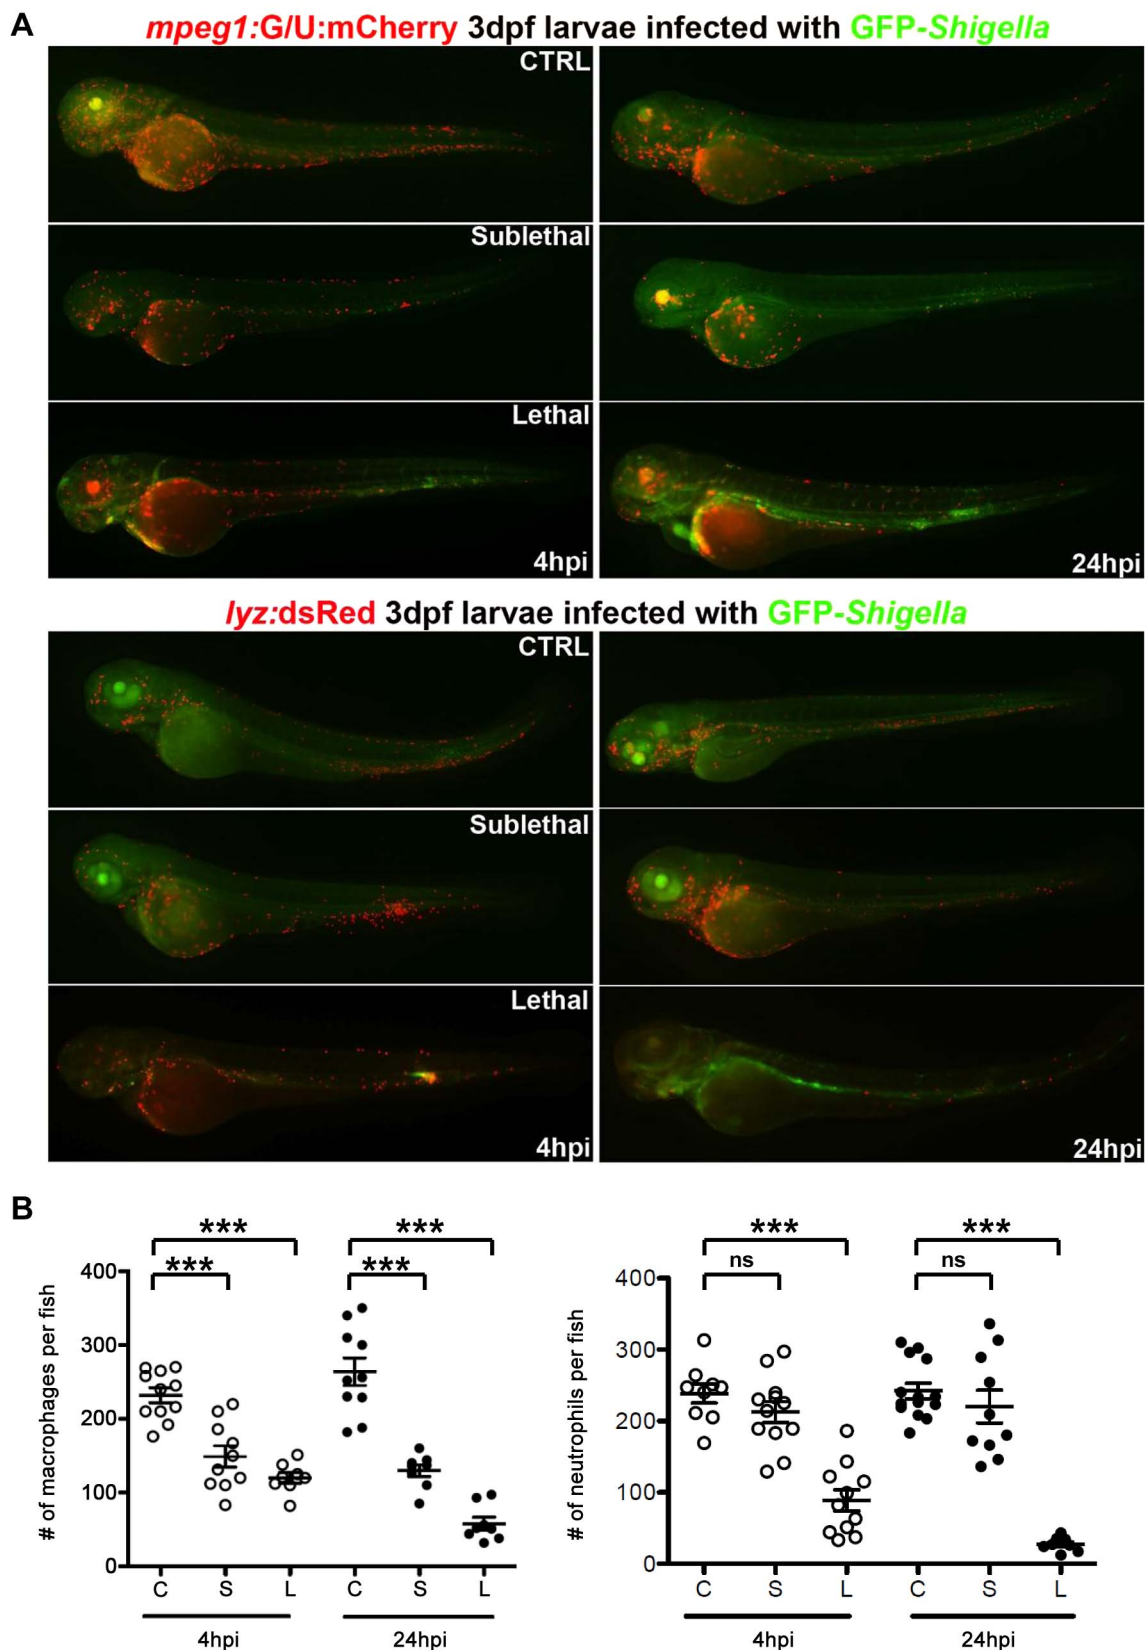 A
mpeg1:G/U:mCherry 3dpf larvae infected with GFP-Shigella
CTRL
Sublethal
Lethal
4hpi
24hpi
lyz:dsRed 3dpf larvae infected with GFP-Shigella
CTRL
Sublethal
Lethal
4hpi
24hpi
B
*** ***
*** ***
# of macrophages per fish
400
300
200
100
0
C S L C S L
4hpi 24hpi
*** ***
ns ns
# of neutrophils per fish
400
300
200
100
0
C S L C S L
4hpi 24hpi